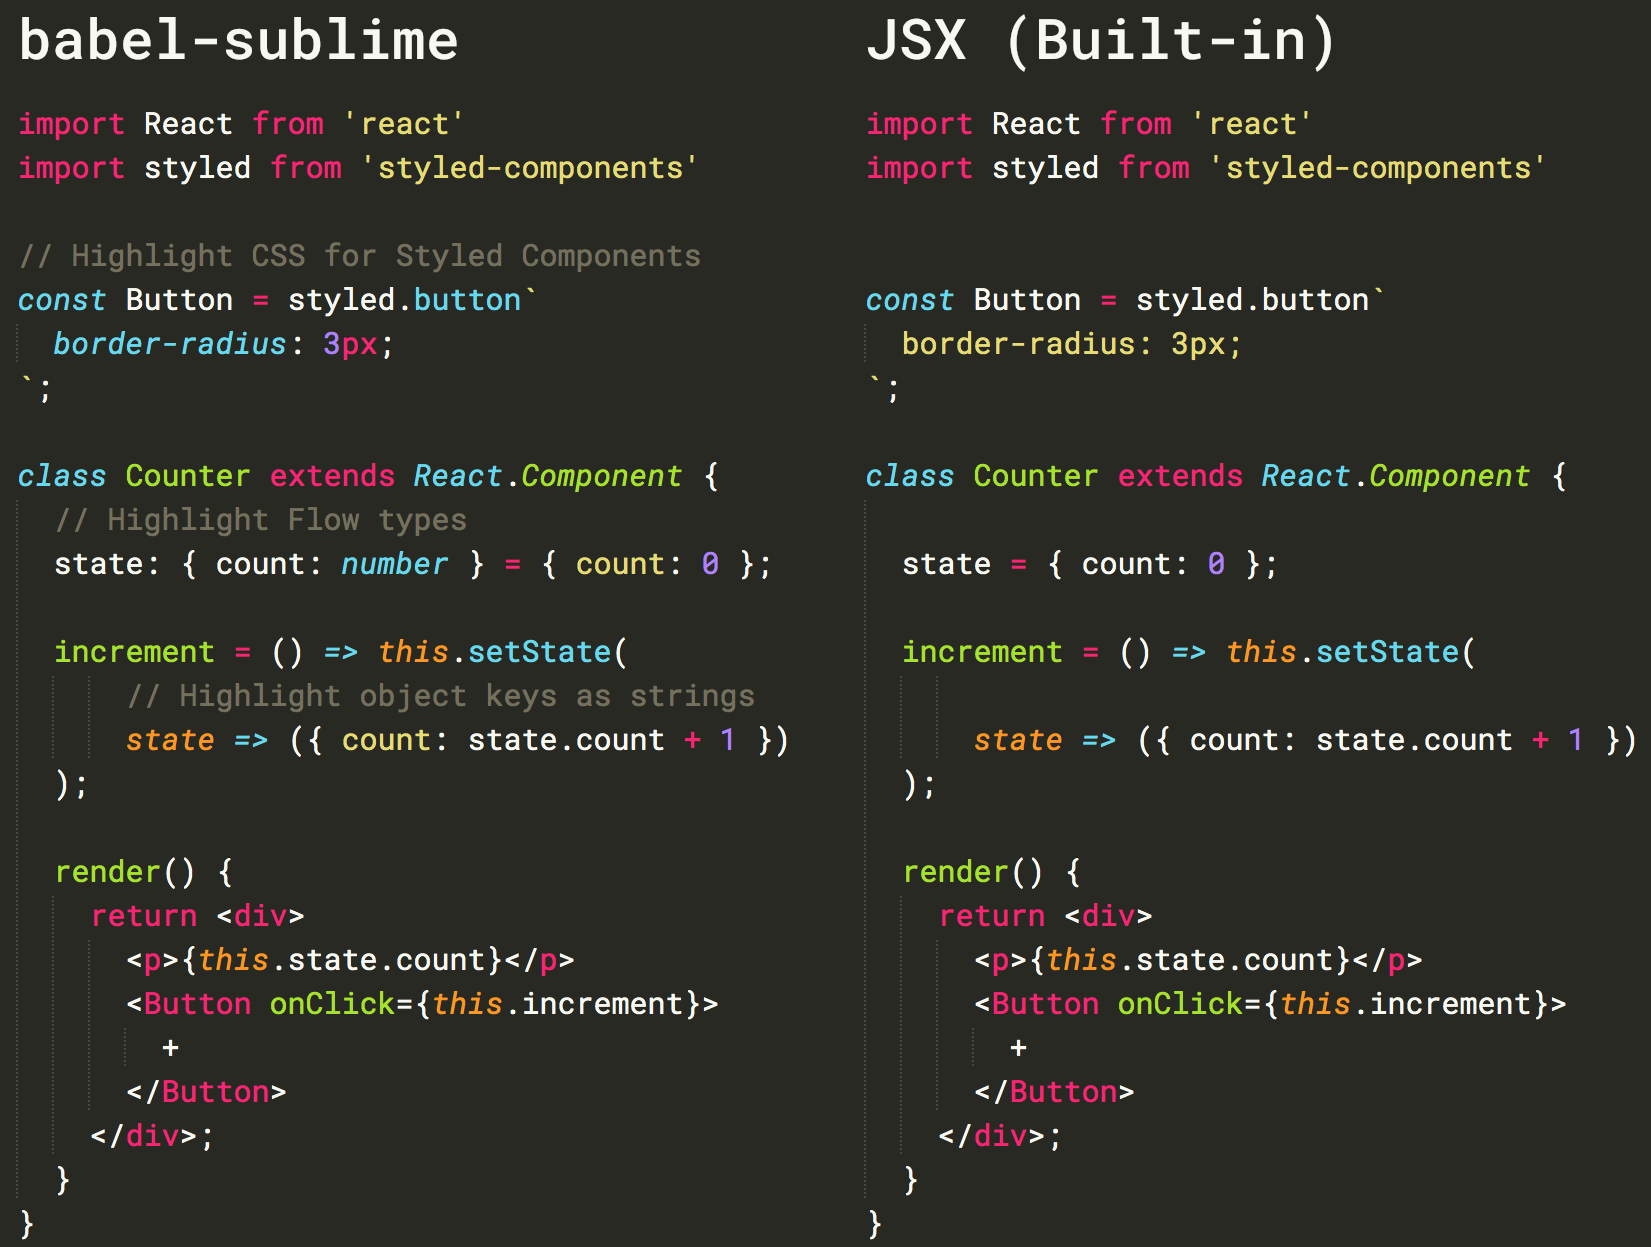 babel-sublime
import React from 'react'
import styled from 'styled-components'
// Highlight CSS for Styled Components
const Button = styled.button`
  border-radius: 3px;
`;
class Counter extends React.Component {
  // Highlight Flow types
  state: { count: number } = { count: 0 };
  increment = () => this.setState(
      // Highlight object keys as strings
      state => ({ count: state.count + 1 })
  );
  render() {
    return <div>
      <p>{this.state.count}</p>
      <Button onClick={this.increment}>
        +
      </Button>
    </div>;
  }
}
JSX (Built-in)
import React from 'react'
import styled from 'styled-components'
const Button = styled.button`
  border-radius: 3px;
`;
class Counter extends React.Component {
  state = { count: 0 };
  increment = () => this.setState(
      state => ({ count: state.count + 1 })
  );
  render() {
    return <div>
      <p>{this.state.count}</p>
      <Button onClick={this.increment}>
        +
      </Button>
    </div>;
  }
}